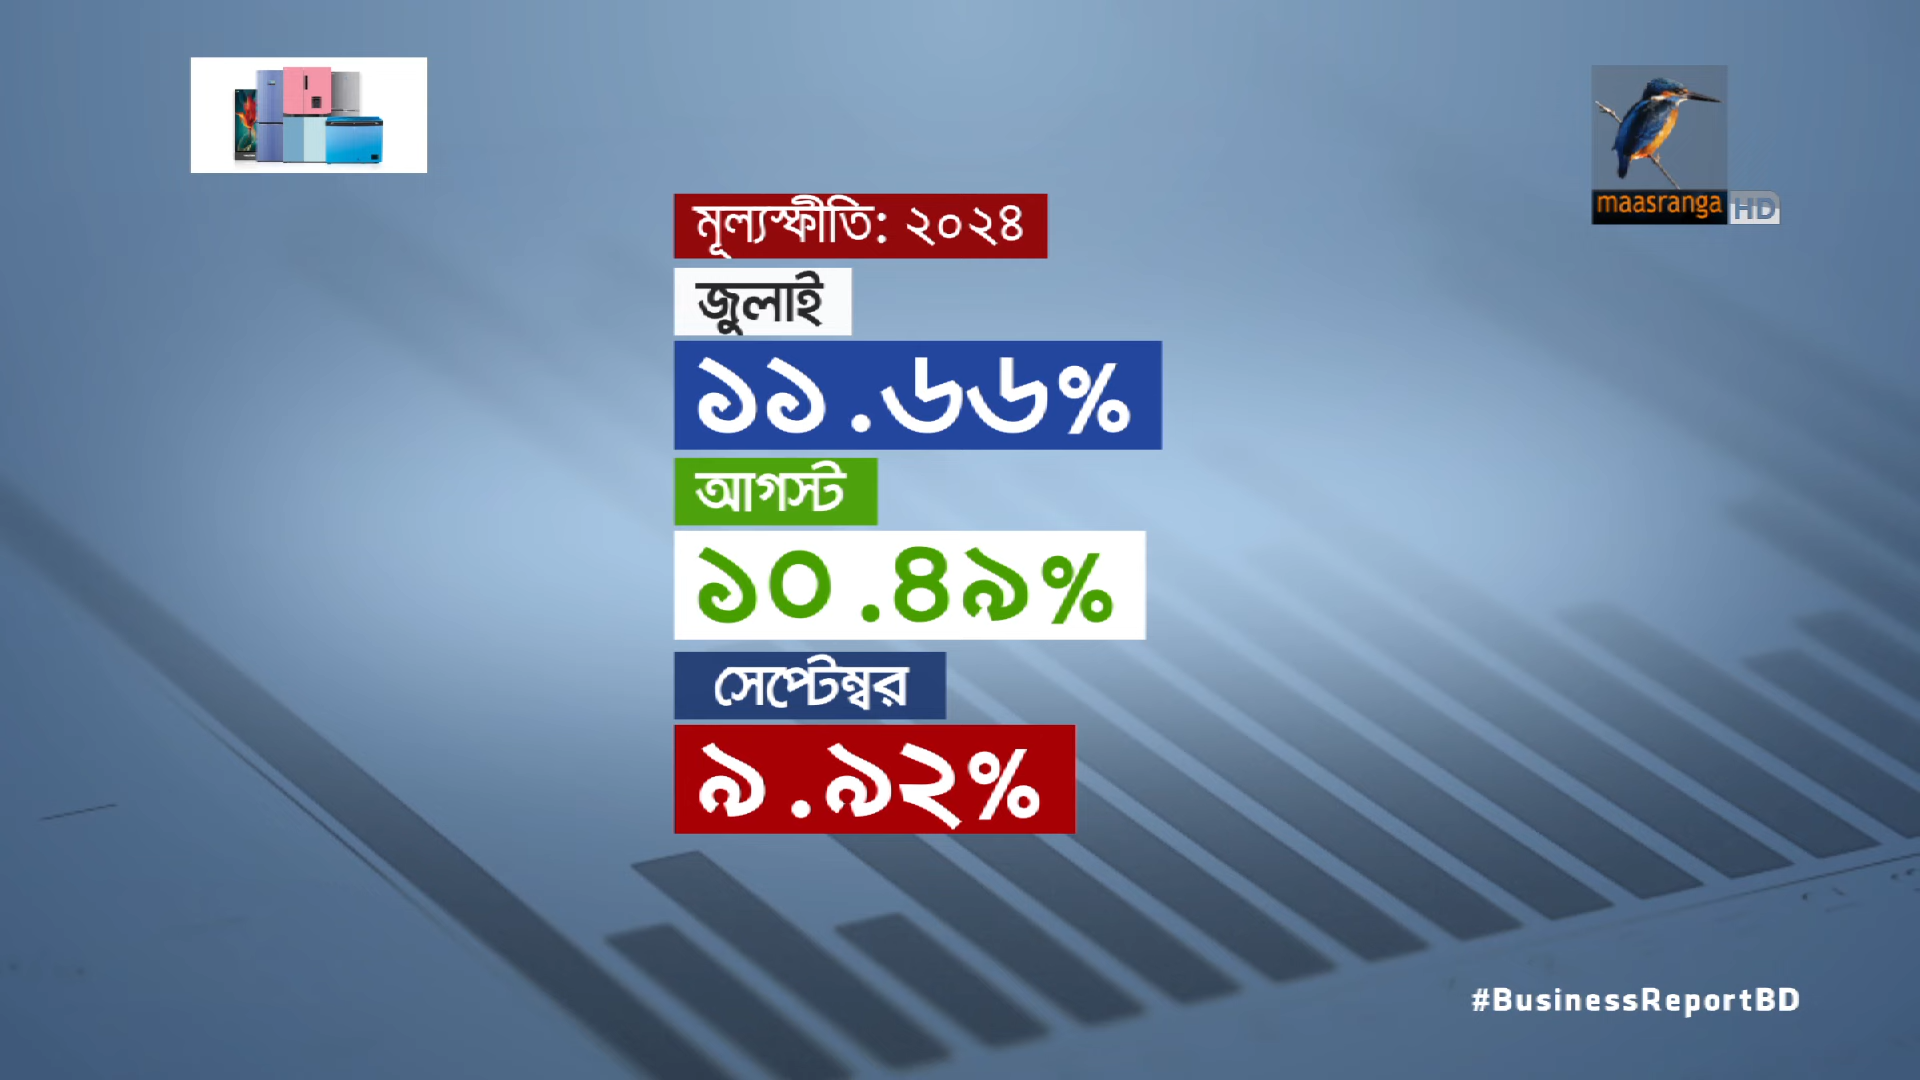 maasranga HD
মূল্যস্ফীতি: ২০২৪
জুলাই
১১.৬৬%
আগস্ট
১০.৪৯%
সেপ্টেম্বর
৯.৯২%
#BusinessReportBD